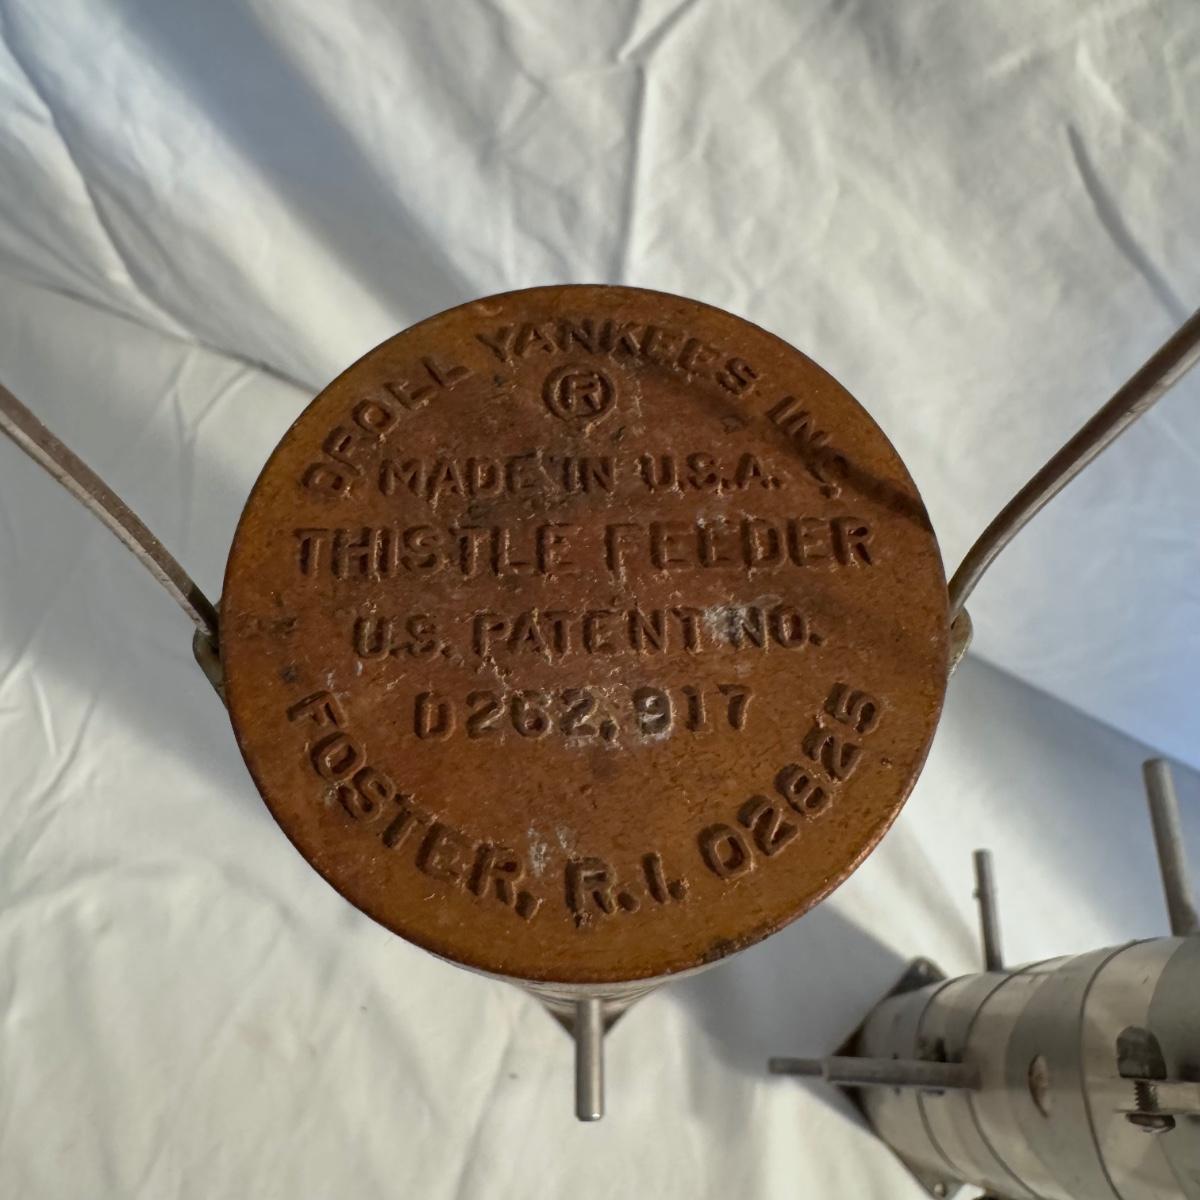 DROLL YANKEES INC.
®
MADE IN U.S.A.
THISTLE FEEDER
U.S. PATENT NO.
D262,917
FOSTER, R.I. 02825